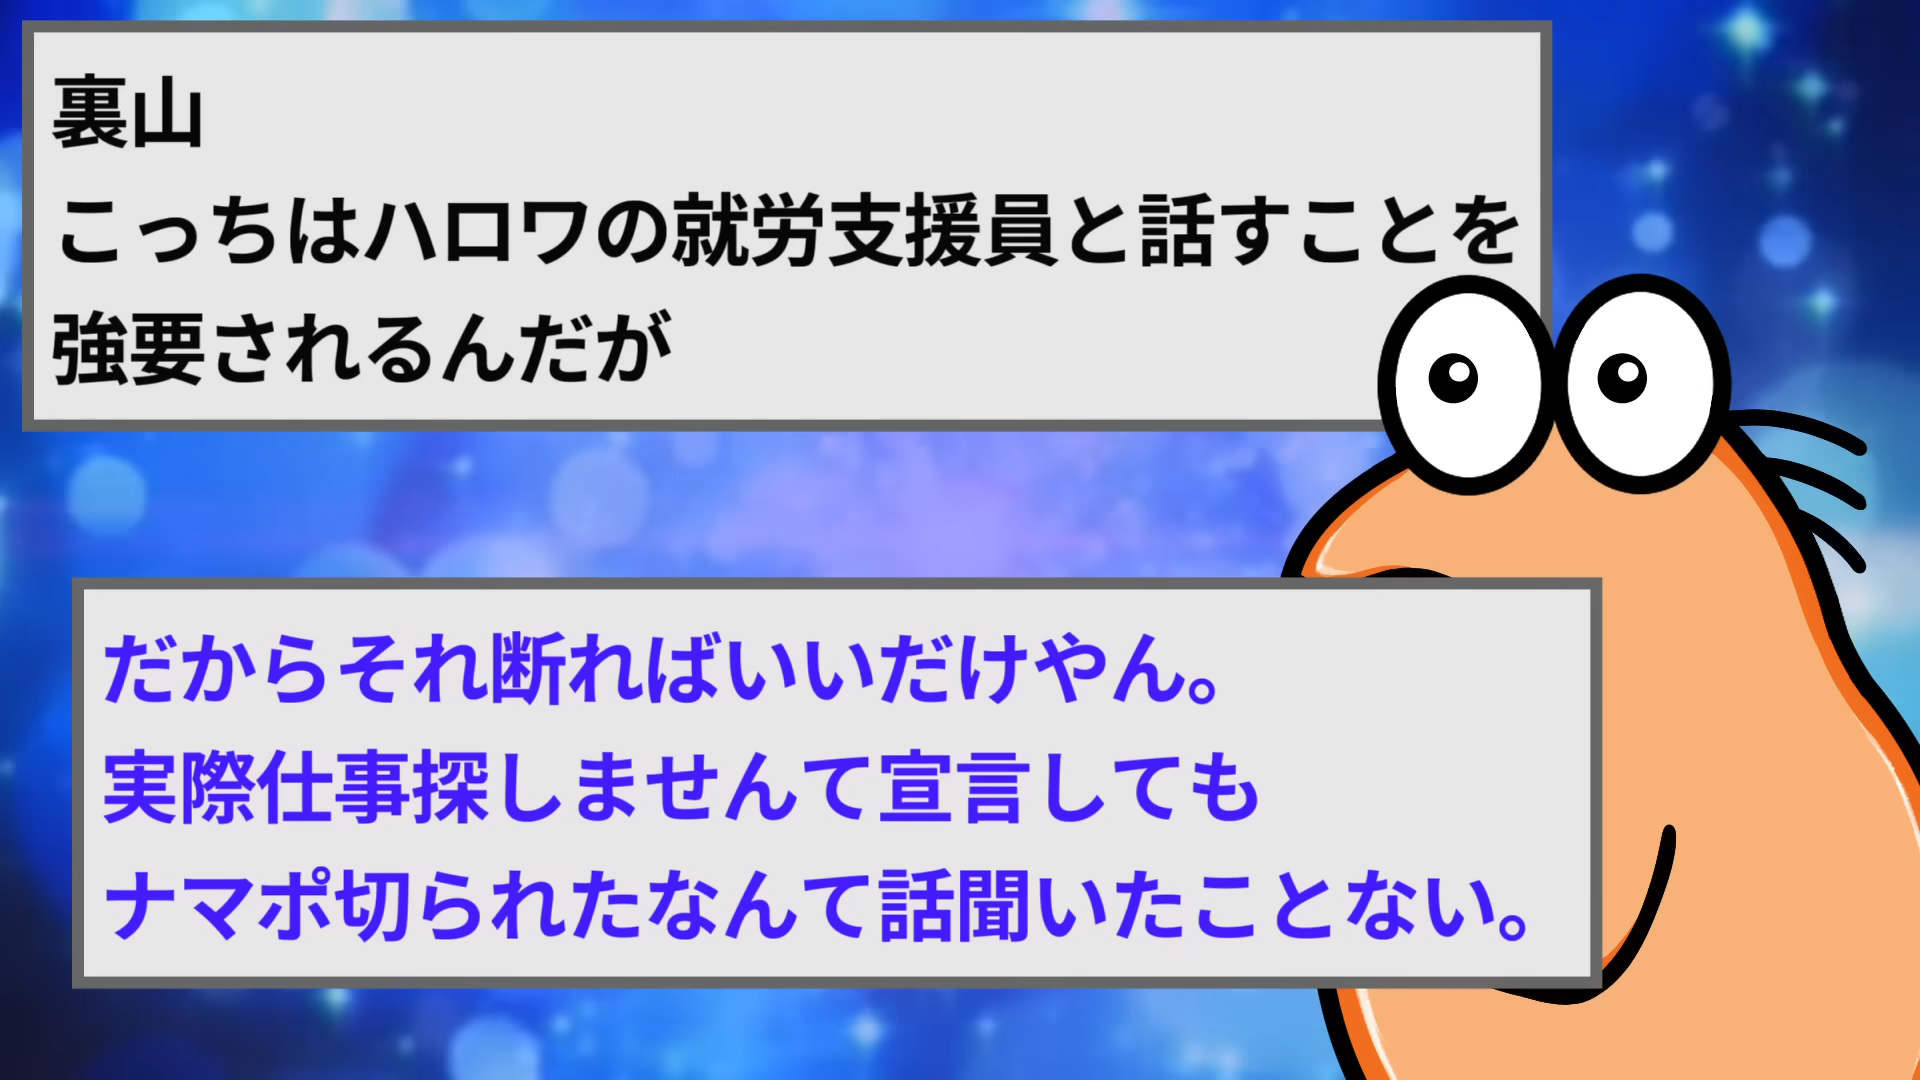 裏山
こっちはハロワの就労支援員と話すことを
強要されるんだが
だからそれ断ればいいだけやん。
実際仕事探しませんて宣言しても
ナマポ切られたなんて話聞いたことない。